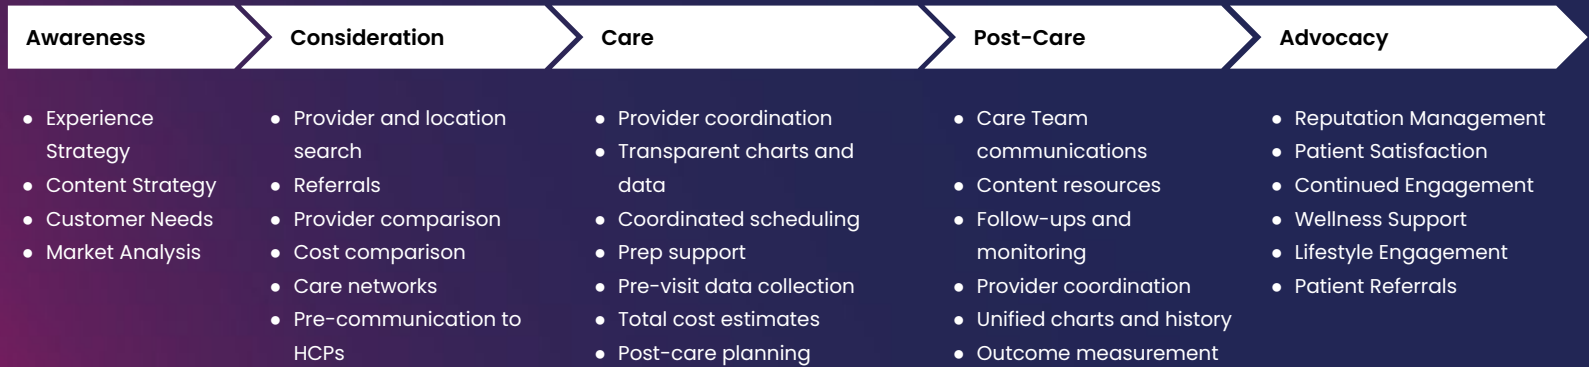 Awareness
Consideration
Care
Post-Care
Advocacy
● Experience
Strategy
● Content Strategy
● Customer Needs
● Market Analysis
● Provider and location
search
● Referrals
● Provider comparison
● Cost comparison
● Care networks
● Pre-communication to
HCPs
● Provider coordination
● Transparent charts and
data
● Coordinated scheduling
● Prep support
● Pre-visit data collection
● Total cost estimates
● Post-care planning
● Care Team
communications
● Content resources
● Follow-ups and
monitoring
● Provider coordination
● Unified charts and history
● Outcome measurement
● Reputation Management
● Patient Satisfaction
● Continued Engagement
● Wellness Support
● Lifestyle Engagement
● Patient Referrals